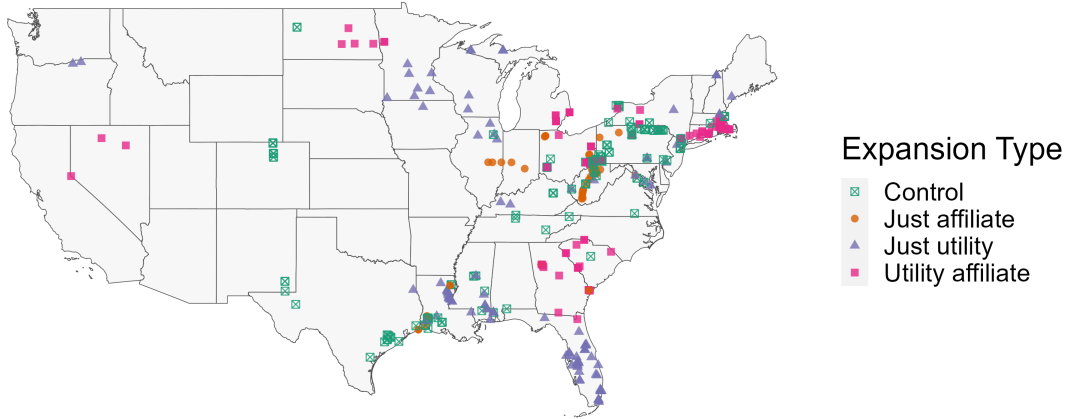 Expansion Type
Control
Just affiliate
Just utility
Utility affiliate